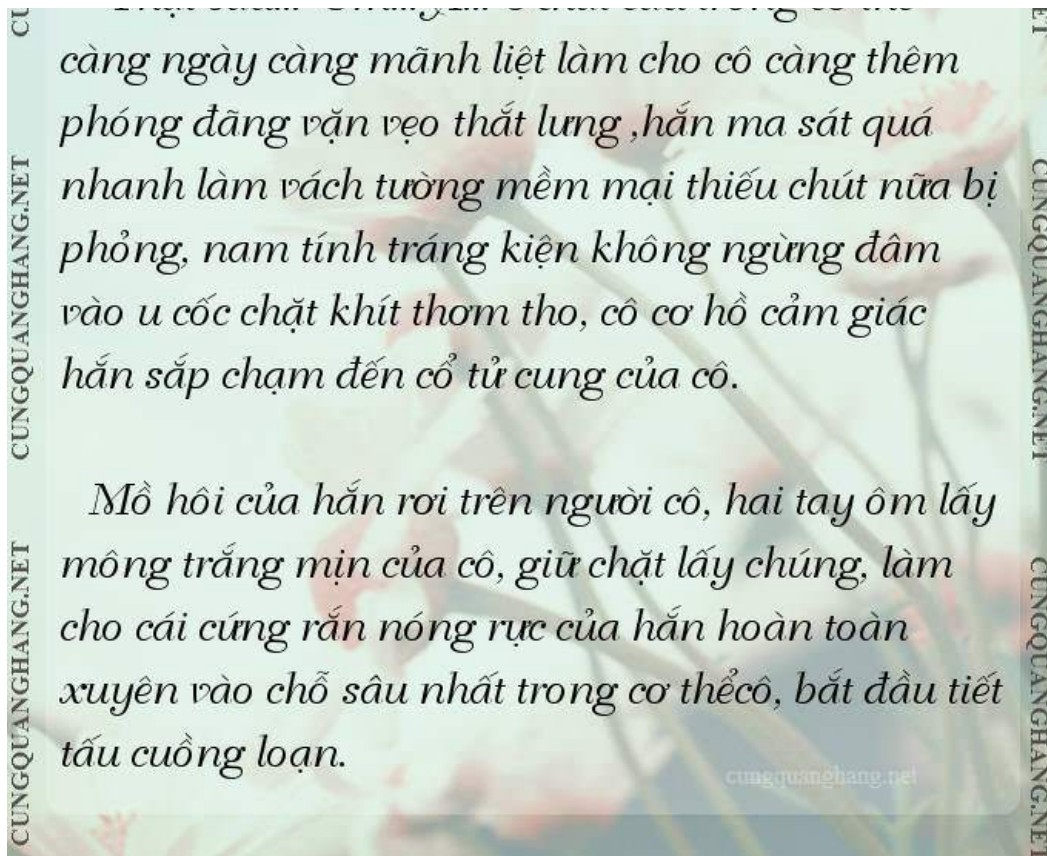 càng ngày càng mãnh liệt làm cho cô càng thêm
phóng đãng vặn vẹo thắt lưng ,hắn ma sát quá
nhanh làm vách tường mềm mại thiếu chút nữa bị
phỏng, nam tính tráng kiện không ngừng đâm
vào u cốc chặt khít thơm tho, cô cơ hồ cảm giác
hắn sắp chạm đến cổ tử cung của cô.
Mồ hôi của hắn rơi trên người cô, hai tay ôm lấy
mông trắng mịn của cô, giữ chặt lấy chúng, làm
cho cái cứng rắn nóng rực của hắn hoàn toàn
xuyên vào chỗ sâu nhất trong cơ thểcô, bắt đầu tiết
tấu cuồng loạn.
cungquanghang.net
CUNGQUANGHANG.NET
CUNGQUANGHANG.NET
CUNGQUANGHANG.NET
CUNGQUANGHANG.NET